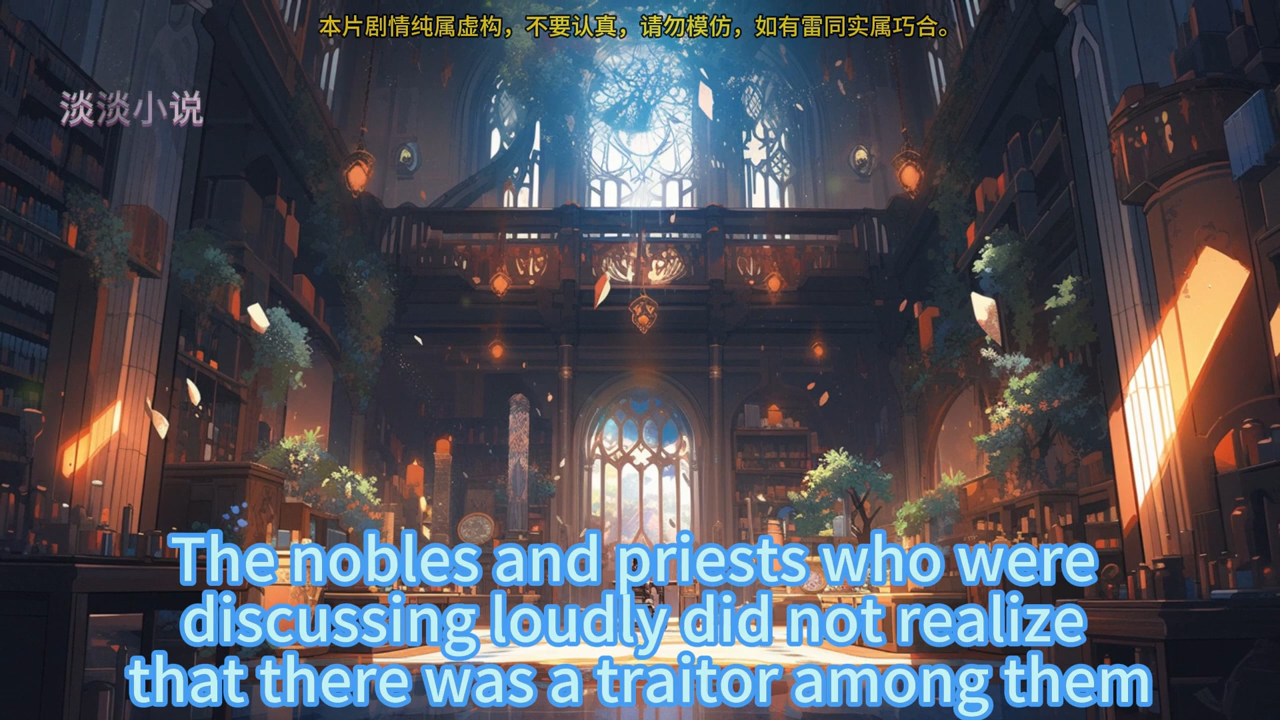 本片剧情纯属虚构，不要认真，请勿模仿，如有雷同实属巧合。
淡淡小说
The nobles and priests who were
discussing loudly did not realize
that there was a traitor among them